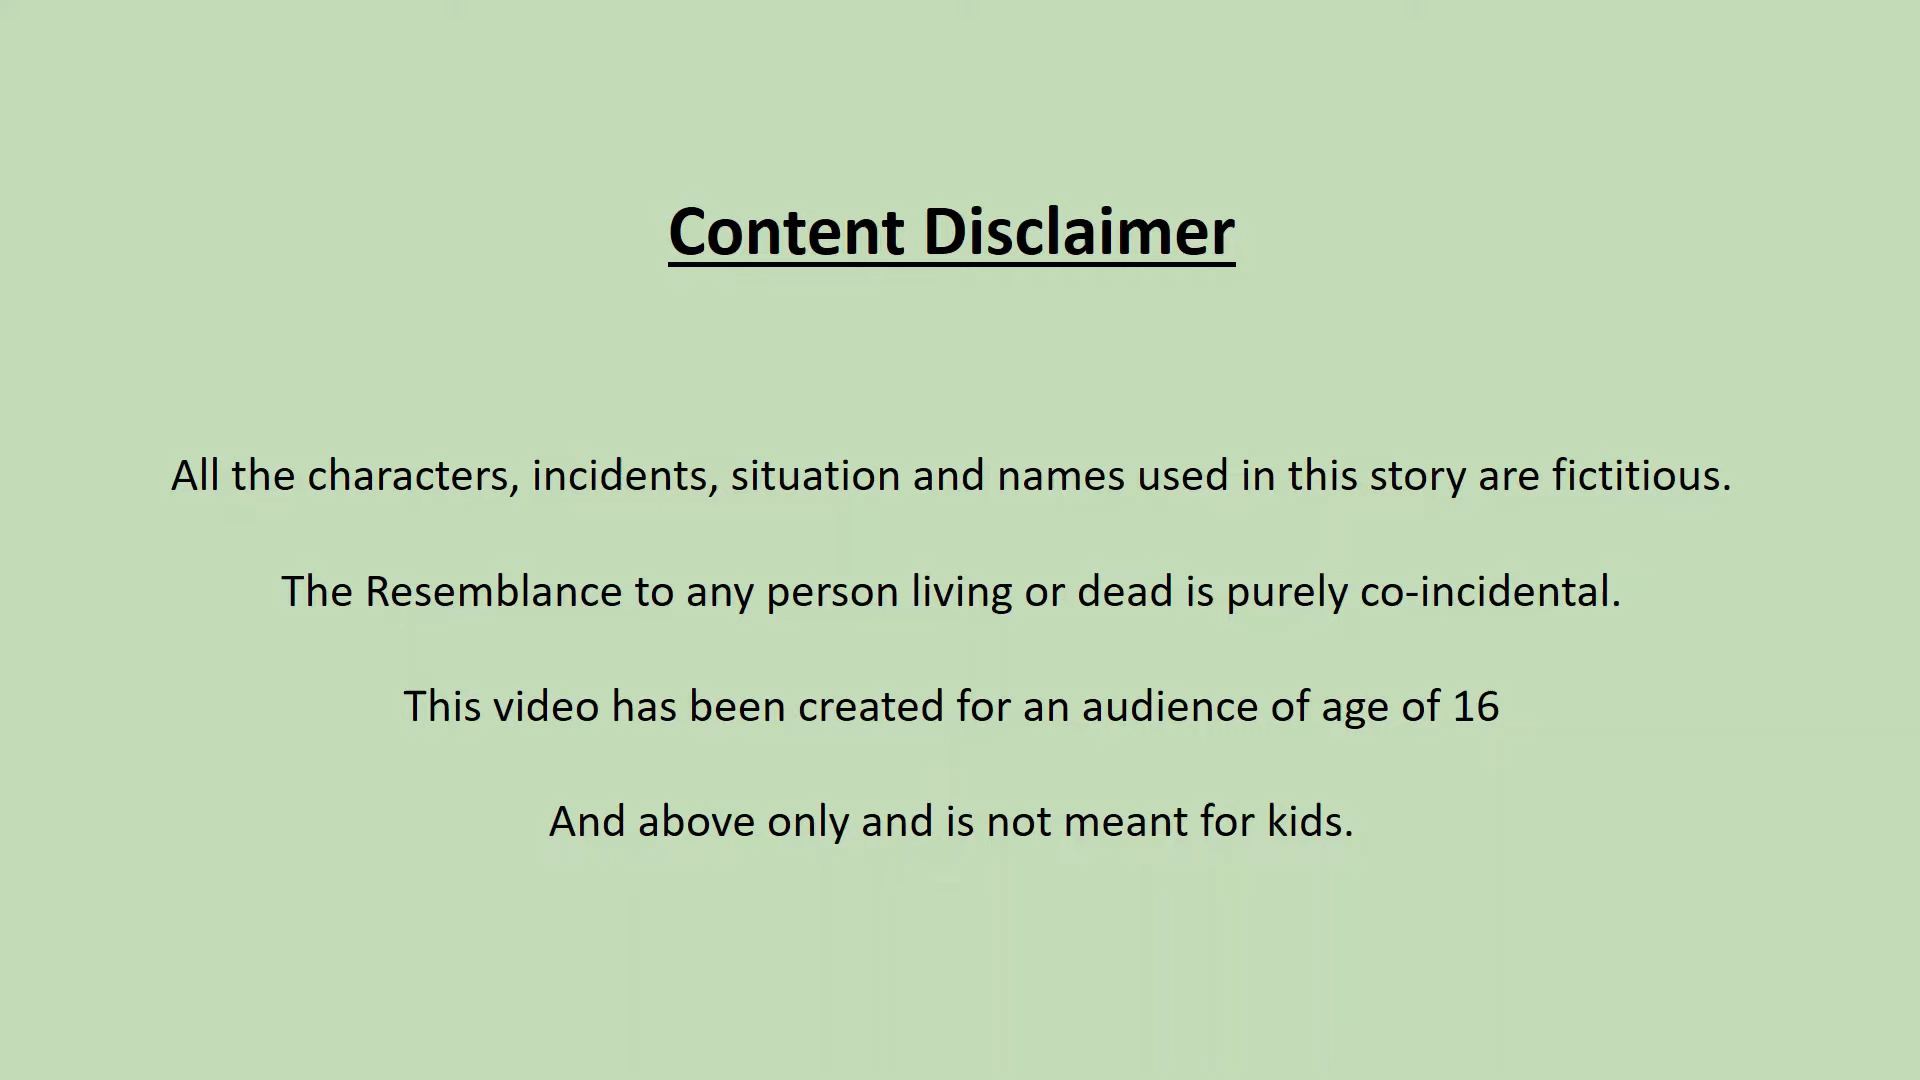 Content Disclaimer
All the characters, incidents, situation and names used in this story are fictitious.
The Resemblance to any person living or dead is purely co-incidental.
This video has been created for an audience of age of 16
And above only and is not meant for kids.